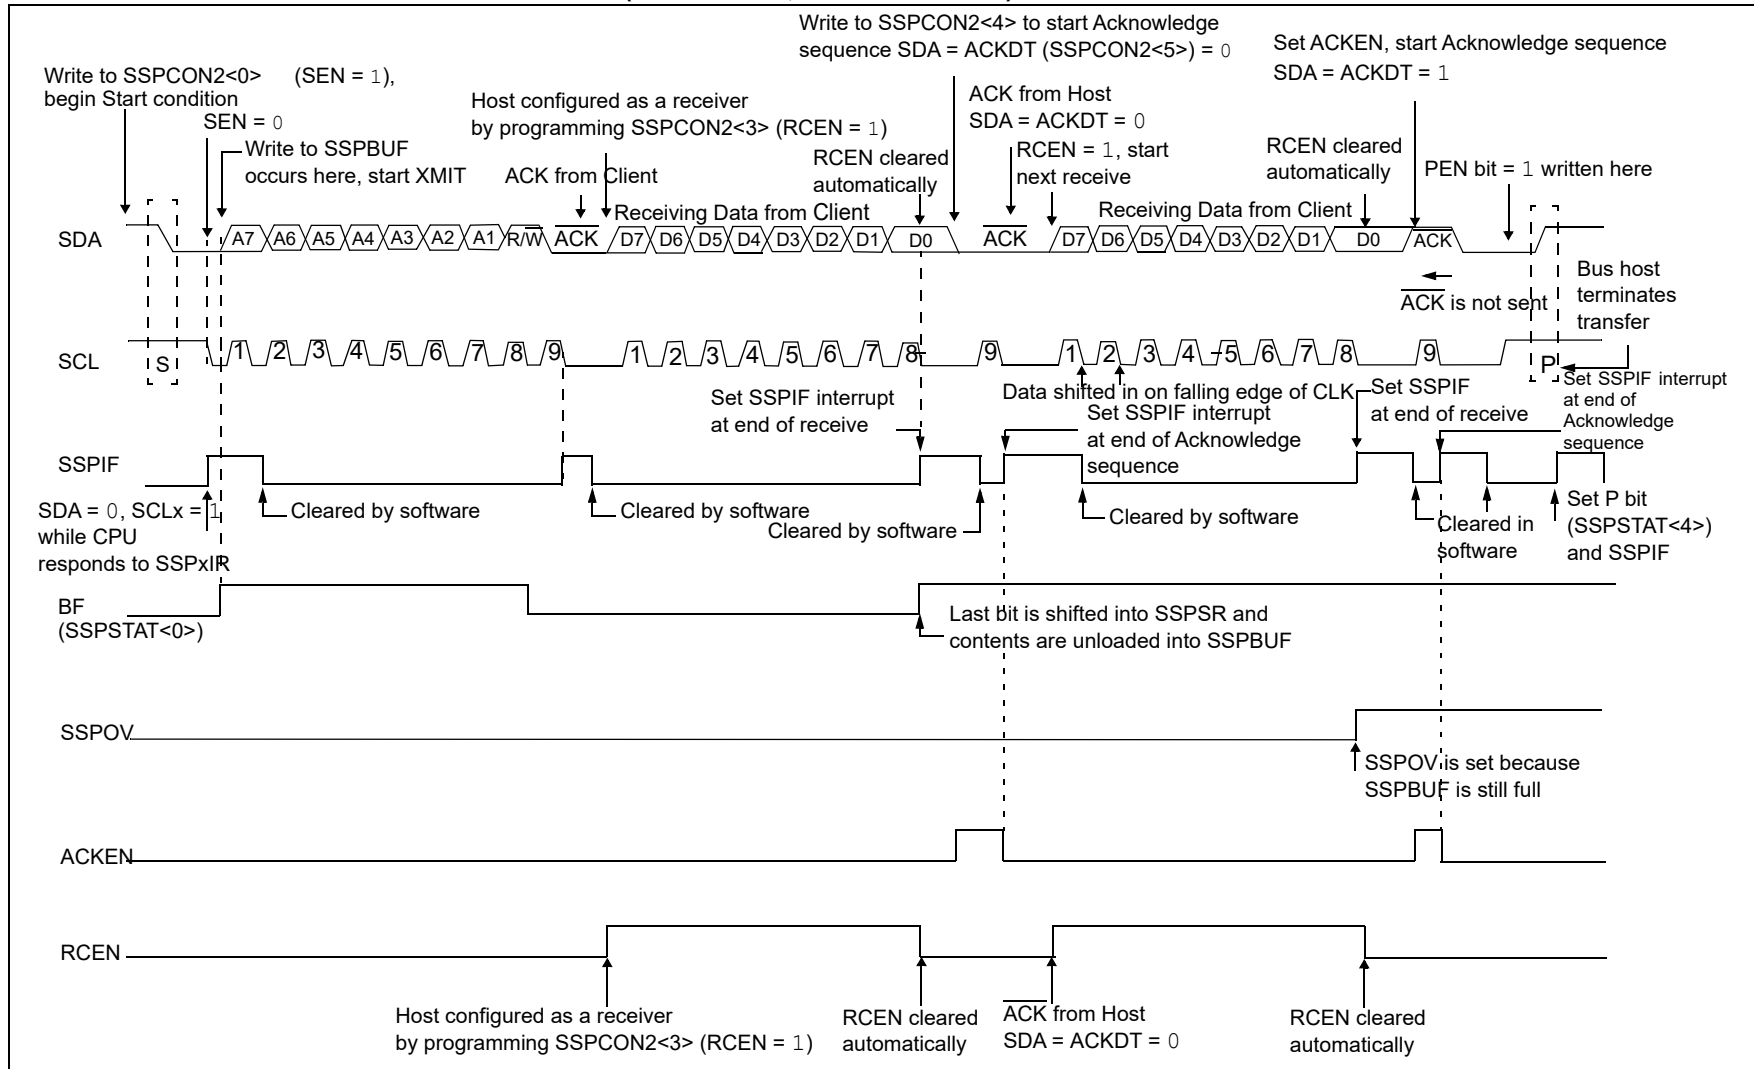 Write to SSPCON2<4> to start Acknowledge
sequence SDA = ACKDT (SSPCON2<5>) = 0
Set ACKEN, start Acknowledge sequence
SDA = ACKDT = 1
Write to SSPCON2<0> (SEN = 1),
begin Start condition
SEN = 0
Write to SSPBUF
occurs here, start XMIT
Host configured as a receiver
by programming SSPCON2<3> (RCEN = 1)
ACK from Client
RCEN cleared
automatically
ACK from Host
SDA = ACKDT = 0
RCEN = 1, start
next receive
RCEN cleared
automatically
PEN bit = 1 written here
Receiving Data from Client
Receiving Data from Client
SDA
A7 A6 A5 A4 A3 A2 A1 R/W ACK D7 D6 D5 D4 D3 D2 D1 D0 ACK D7 D6 D5 D4 D3 D2 D1 D0 ACK
ACK is not sent
Bus host
terminates
transfer
SCL
S 1 2 3 4 5 6 7 8 9 1 2 3 4 5 6 7 8 9 1 2 3 4 5 6 7 8 9 P
Data shifted in on falling edge of CLK
Set SSPIF interrupt
at end of receive
Set SSPIF interrupt
at end of Acknowledge
sequence
Set SSPIF
at end of receive
Set SSPIF interrupt
at end of
Acknowledge
sequence
SSPIF
SDA = 0, SCLx = 1
while CPU
responds to SSPxIR
Cleared by software
Cleared by software
Cleared by software
Cleared by software
Cleared in
software
Set P bit
(SSPSTAT<4>)
and SSPIF
BF
(SSPSTAT<0>)
Last bit is shifted into SSPSR and
contents are unloaded into SSPBUF
SSPOV
SSPOV is set because
SSPBUF is still full
ACKEN
RCEN
Host configured as a receiver
by programming SSPCON2<3> (RCEN = 1)
RCEN cleared
automatically
ACK from Host
SDA = ACKDT = 0
RCEN cleared
automatically